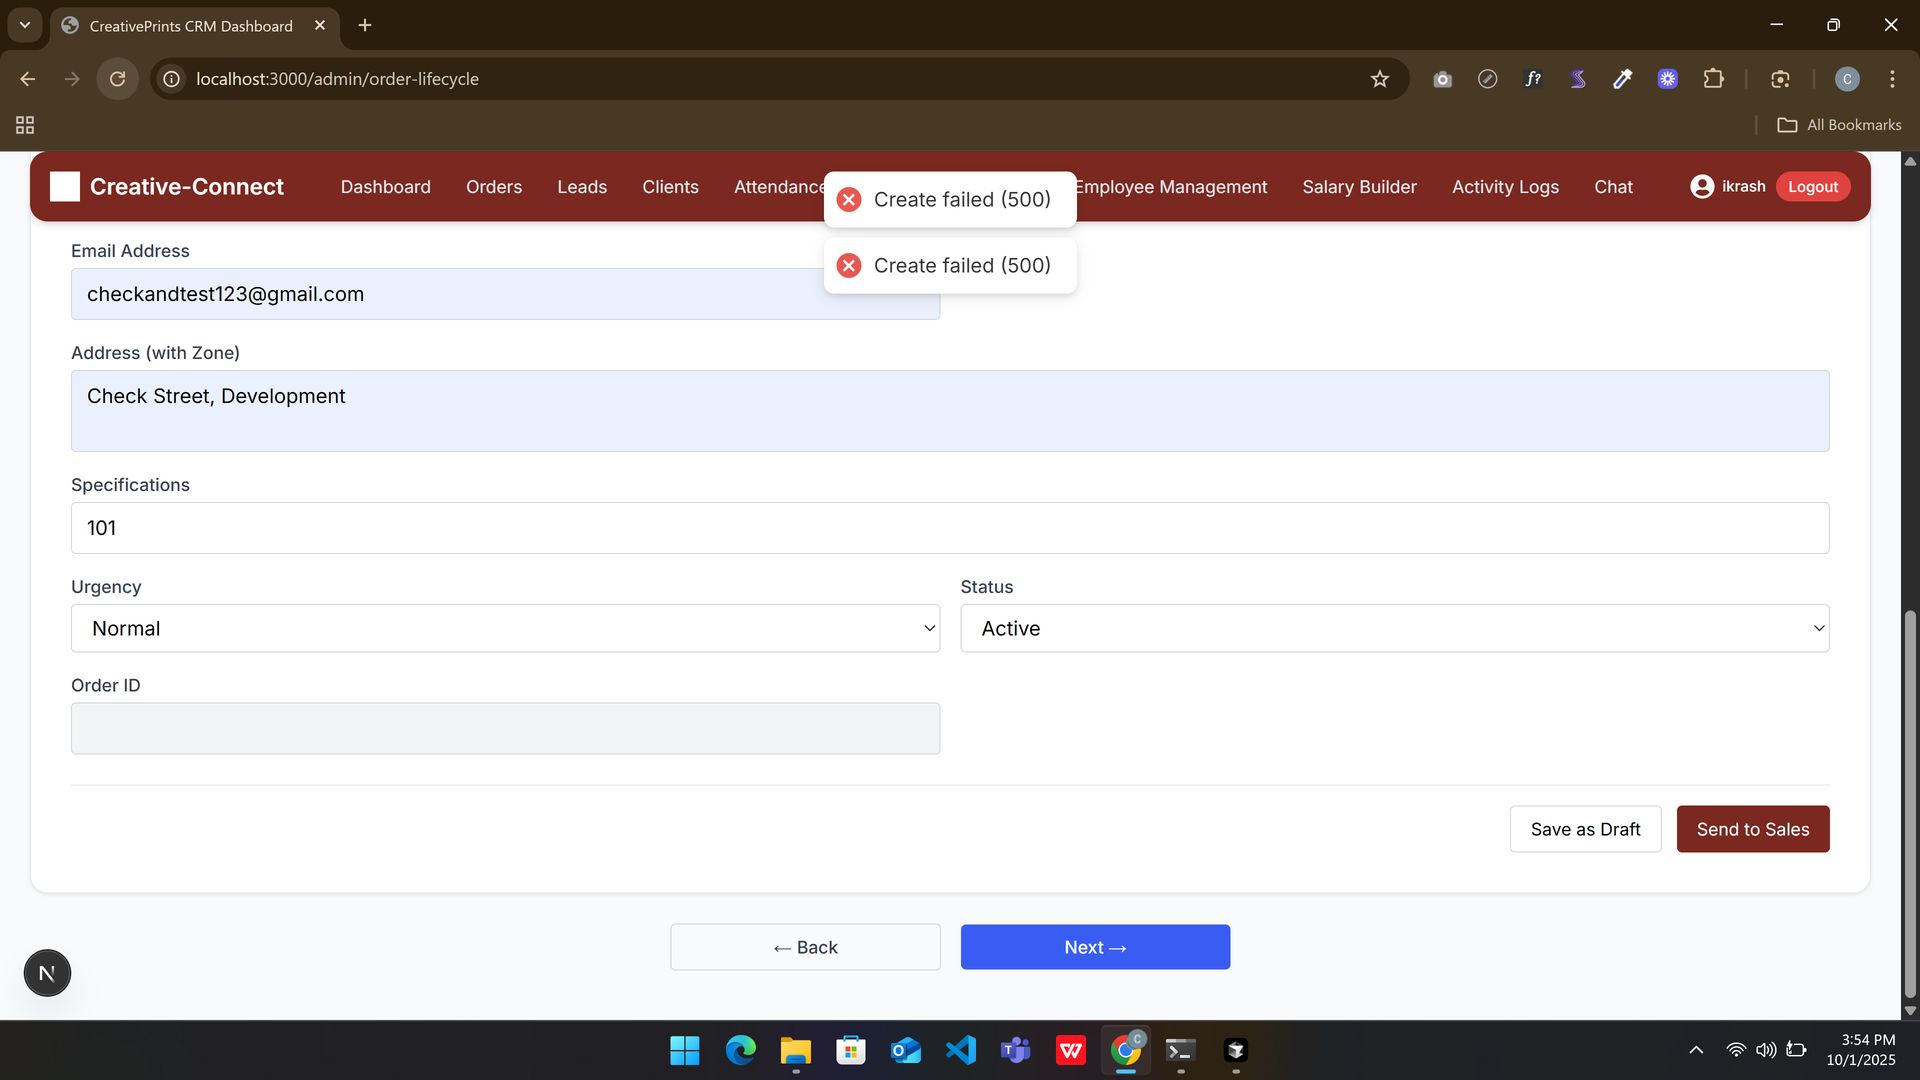 CreativePrints CRM Dashboard
localhost:3000/admin/order-lifecycle
f?
C
All Bookmarks
Creative-Connect
Dashboard
Orders
Leads
Clients
Attendance
Employee Management
Salary Builder
Activity Logs
Chat
ikrash
Logout
Create failed (500)
Create failed (500)
Email Address
checkandtest123@gmail.com
Address (with Zone)
Check Street, Development
Specifications
101
Urgency
Status
Normal
Active
Order ID
Save as Draft
Send to Sales
← Back
Next →
N
C
3:54 PM
10/1/2025